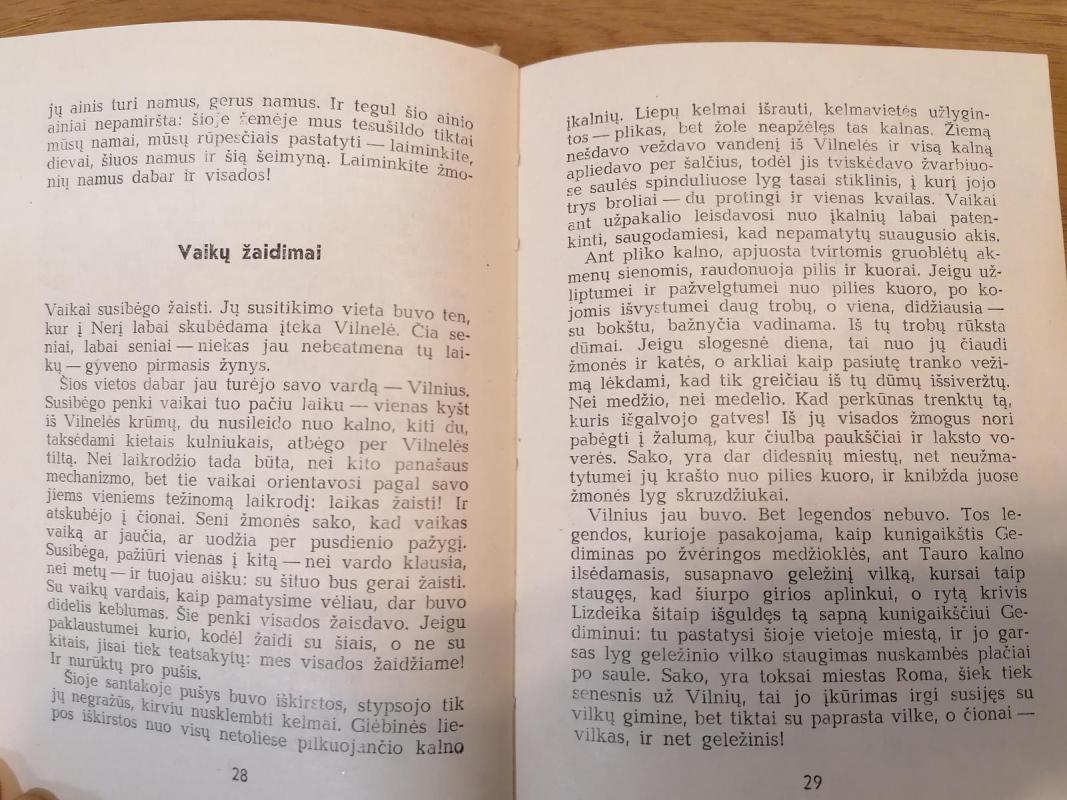 jų ainis turi namus, gerus namus. Ir tegul šio ainio
ainiai nepamiršta: šioje žemėje mus tesušildo tiktai
mūsų namai, mūsų rūpesčiais pastatyti — laiminkite,
dievai, šiuos namus ir šią šeimyną. Laiminkite žmo-
nių namus dabar ir visados!
Vaikų žaidimai
Vaikai susibėgo žaisti. Jų susitikimo vieta buvo ten,
kur į Nerį labai skubėdama įteka Vilnelė. Čia se-
niai, labai seniai — niekas jau nebeatmena tų lai-
kų — gyveno pirmasis žynys.
Šios vietos dabar jau turėjo savo vardą — Vilnius.
Susibėgo penki vaikai tuo pačiu laiku — vienas kyšt
iš Vilnelės krūmų, du nusileido nuo kalno, kiti du,
taksėdami kietais kulniukais, atbėgo per Vilnelės
tiltą. Nei laikrodžio tada būta, nei kito panašaus
mechanizmo, bet tie vaikai orientavosi pagal savo
jiems vieniems težinomą laikrodį: laikas žaisti! Ir
atskubėjo į čionai. Seni žmonės sako, kad vaikas
vaiką ar jaučia, ar uodžia per pusdienio pažygį.
Susibėga, pažiūri vienas į kitą — nei vardo klausia,
nei metų — ir tuojau aišku: su šituo bus gerai žaisti.
Su vaikų vardais, kaip pamatysime vėliau, dar buvo
didelis keblumas. Šie penki visados žaisdavo. Jeigu
paklaustumei kurio, kodėl žaidi su šiais, o ne su
kitais, jisai tiek teatsakytų: mes visados žaidžiame!
Ir nurūktų pro pušis.
Šioje santakoje pušys buvo iškirstos, stypsojo tik
jų negražūs, kirviu nusklembti kelmai. Glėbinės lie-
pos iškirstos nuo visų netoliese pilkuojančio kalno
28
įkalnių. Liepų kelmai išrauti, kelmavietės užlygin-
tos — plikas, bet žole neapžėlęs tas kalnas. Žiemą
nešdavo veždavo vandenį iš Vilnelės ir visą kalną
apliedavo per šalčius, todėl jis tviskėdavo žvarbiuo-
se saulės spinduliuose lyg tasai stiklinis, į kurį jojo
trys broliai — du protingi ir vienas kvailas. Vaikai
ant užpakalio leisdavosi nuo įkalnių labai paten-
kinti, saugodamiesi, kad nepamatytų suaugusio akis.
Ant pliko kalno, apjuosta tvirtomis gruoblėtų ak-
menų sienomis, raudonuoja pilis ir kuorai. Jeigu už-
liptumei ir pažvelgtumei nuo pilies kuoro, po ko-
jomis išvystumei daug trobų, o viena, didžiausia —
su bokštu, bažnyčia vadinama. Iš tų trobų rūksta
dūmai. Jeigu slogesnė diena, tai nuo jų čiaudi
žmonės ir katės, o arkliai kaip pasiutę tranko veži-
mą lėkdami, kad tik greičiau iš tų dūmų išsiveržtų.
Nei medžio, nei medelio. Kad perkūnas trenktų tą,
kuris išgalvojo gatves! Iš jų visados žmogus nori
pabėgti į žalumą, kur čiulba paukščiai ir laksto vo-
verės. Sako, yra dar didesnių miestų, net neužma-
tytumei jų krašto nuo pilies kuoro, ir knibžda juose
žmonės lyg skruzdžiukai.
Vilnius jau buvo. Bet legendos nebuvo. Tos le-
gendos, kurioje pasakojama, kaip kunigaikštis Ge-
diminas po žvėringos medžioklės, ant Tauro kalno
ilsėdamasis, susapnavo geležinį vilką, kursai taip
staugęs, kad šiurpo girios aplinkui, o rytą krivis
Lizdeika šitaip išguldęs tą sapną kunigaikščiui Ge-
diminui: tu pastatysi šioje vietoje miestą, ir jo gar-
sas lyg geležinio vilko staugimas nuskambės plačiai
po saule. Sako, yra toksai miestas Roma, šiek tiek
senesnis už Vilnių, tai jo įkūrimas irgi susijęs su
vilkų gimine, bet tiktai su paprasta vilke, o čionai —
vilkas, ir net geležinis!
29